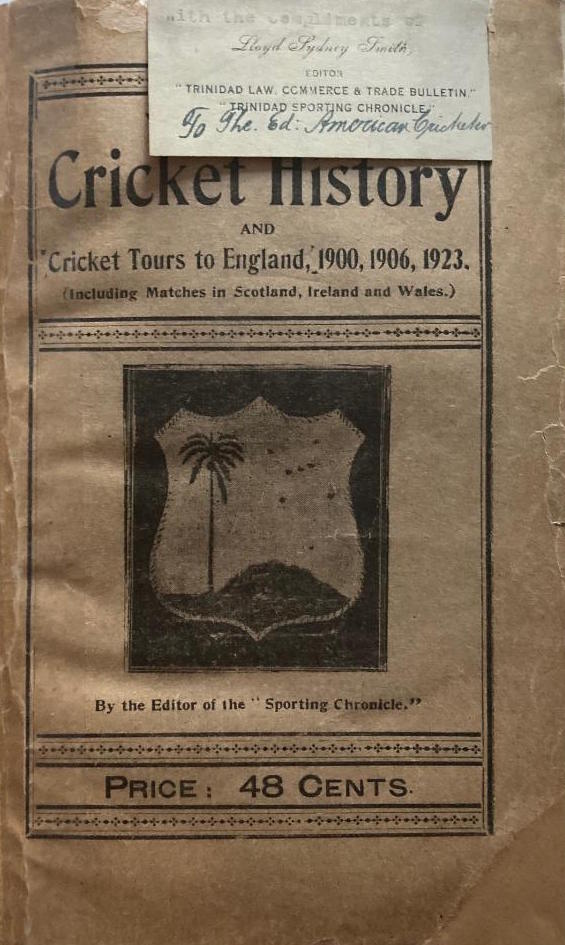 with the Compliments of
Lloyd Sydney Smith,
EDITOR
"TRINIDAD LAW, COMMERCE & TRADE BULLETIN."
"TRINIDAD SPORTING CHRONICLE."
To The. Ed: American Cricketer
Cricket History
AND
"Cricket Tours to England," 1900, 1906, 1923.
(Including Matches in Scotland, Ireland and Wales.)
By the Editor of the "Sporting Chronicle."
PRICE: 48 CENTS.